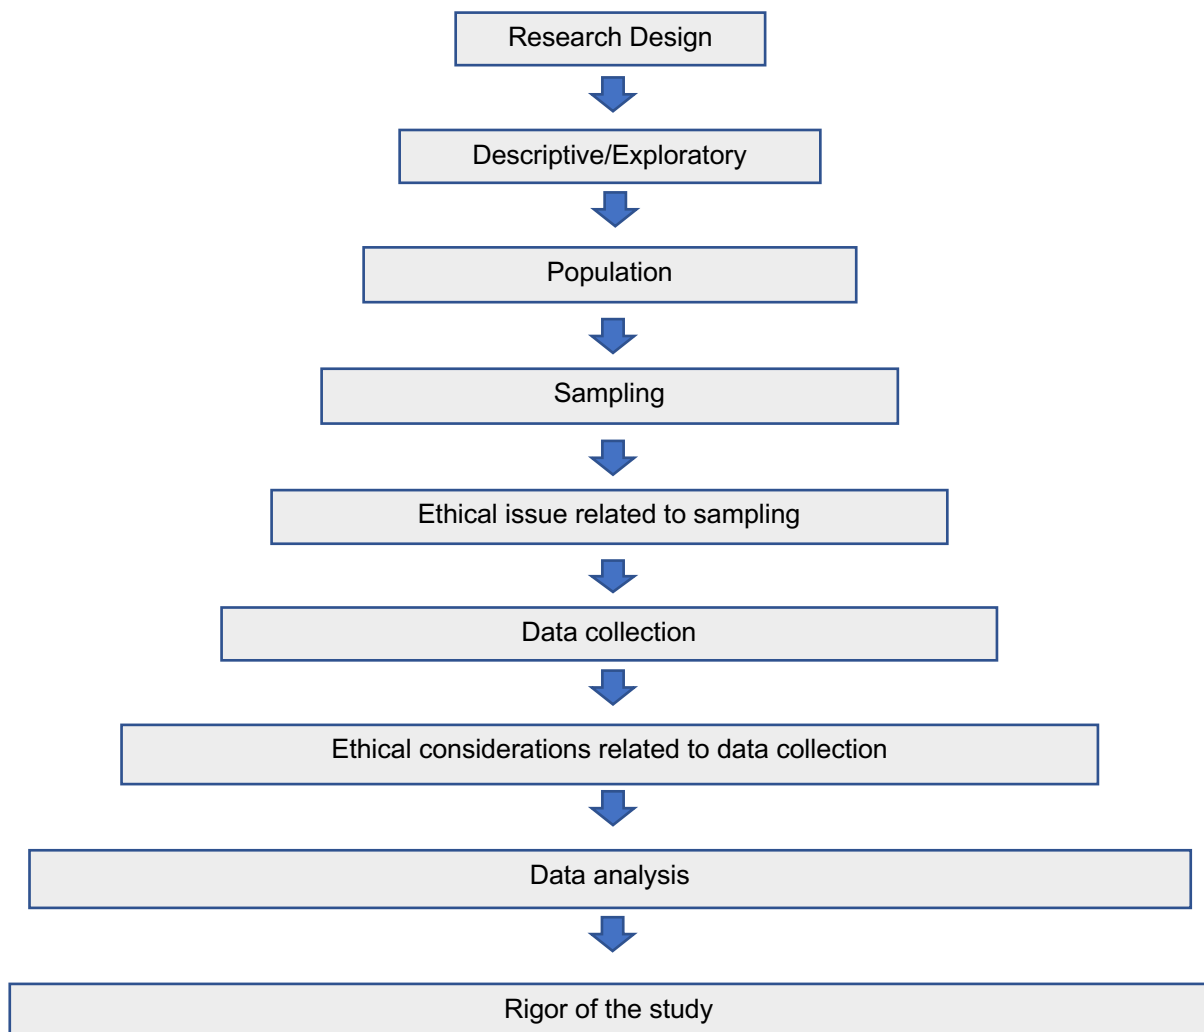 Research Design
Descriptive/Exploratory
Population
Sampling
Ethical issue related to sampling
Data collection
Ethical considerations related to data collection
Data analysis
Rigor of the study